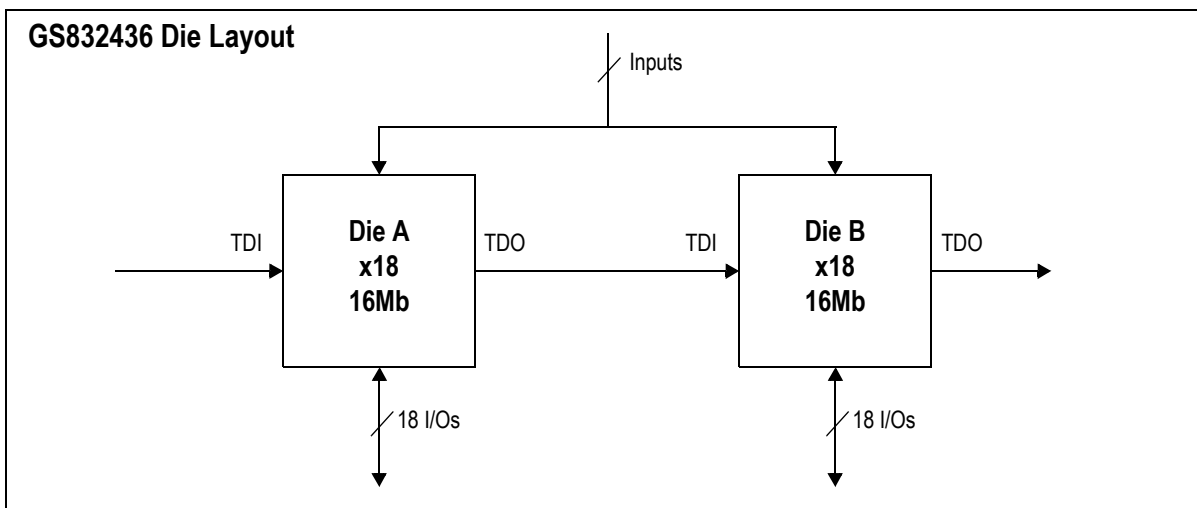 GS832436 Die Layout
Inputs
TDI
Die A
x18
16Mb
TDO
TDI
Die B
x18
16Mb
TDO
18 I/Os
18 I/Os